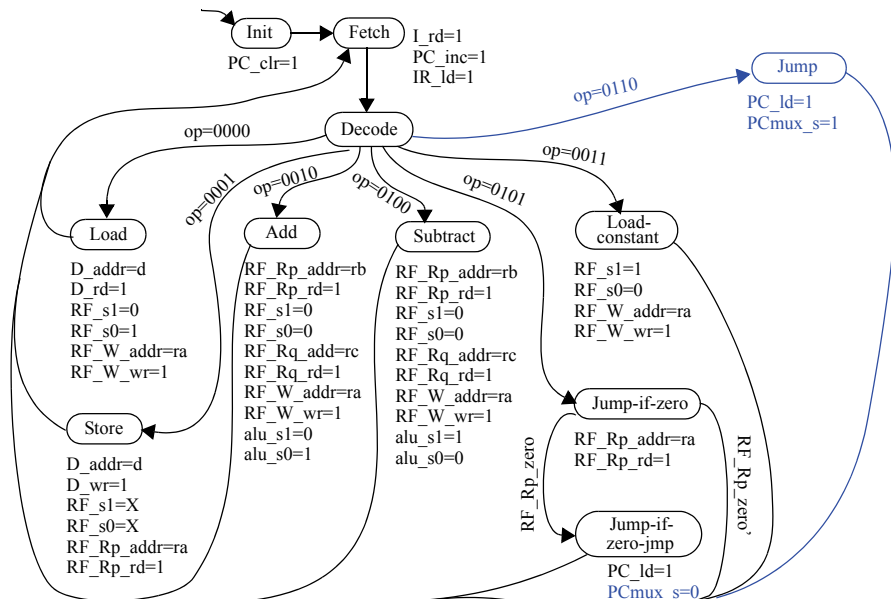 Init
PC_clr=1
Fetch
I_rd=1
PC_inc=1
IR_ld=1
Jump
PC_ld=1
PCmux_s=1
op=0110
Decode
op=0000
op=0001
op=0010
op=0100
op=0101
op=0011
Load
D_addr=d
D_rd=1
RF_s1=0
RF_s0=1
RF_W_addr=ra
RF_W_wr=1
Store
D_addr=d
D_wr=1
RF_s1=X
RF_s0=X
RF_Rp_addr=ra
RF_Rp_rd=1
Add
RF_Rp_addr=rb
RF_Rp_rd=1
RF_s1=0
RF_s0=0
RF_Rq_add=rc
RF_Rq_rd=1
RF_W_addr=ra
RF_W_wr=1
alu_s1=0
alu_s0=1
Subtract
RF_Rp_addr=rb
RF_Rp_rd=1
RF_s1=0
RF_s0=0
RF_Rq_addr=rc
RF_Rq_rd=1
RF_W_addr=ra
RF_W_wr=1
alu_s1=1
alu_s0=0
Load-
constant
RF_s1=1
RF_s0=0
RF_W_addr=ra
RF_W_wr=1
Jump-if-zero
RF_Rp_addr=ra
RF_Rp_rd=1
RF_Rp_zero
RF_Rp_zero’
Jump-if-
zero-jmp
PC_ld=1
PCmux_s=0